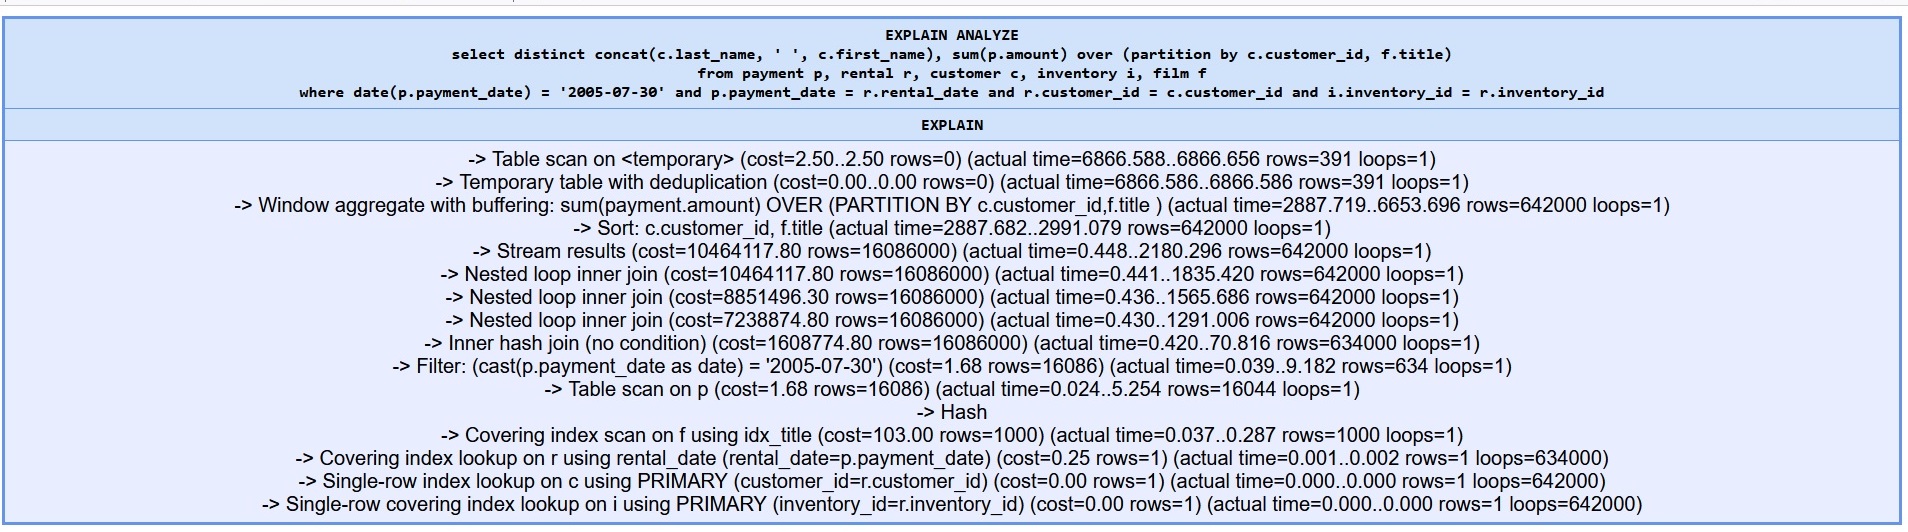 EXPLAIN ANALYZE
select distinct concat(c.last_name, ' ', c.first_name), sum(p.amount) over (partition by c.customer_id, f.title)
from payment p, rental r, customer c, inventory i, film f
where date(p.payment_date) = '2005-07-30' and p.payment_date = r.rental_date and r.customer_id = c.customer_id and i.inventory_id = r.inventory_id
EXPLAIN
-> Table scan on <temporary> (cost=2.50..2.50 rows=0) (actual time=6866.588..6866.656 rows=391 loops=1)
-> Temporary table with deduplication (cost=0.00..0.00 rows=0) (actual time=6866.586..6866.586 rows=391 loops=1)
-> Window aggregate with buffering: sum(payment.amount) OVER (PARTITION BY c.customer_id,f.title ) (actual time=2887.719..6653.696 rows=642000 loops=1)
-> Sort: c.customer_id, f.title (actual time=2887.682..2991.079 rows=642000 loops=1)
-> Stream results (cost=10464117.80 rows=16086000) (actual time=0.448..2180.296 rows=642000 loops=1)
-> Nested loop inner join (cost=10464117.80 rows=16086000) (actual time=0.441..1835.420 rows=642000 loops=1)
-> Nested loop inner join (cost=8851496.30 rows=16086000) (actual time=0.436..1565.686 rows=642000 loops=1)
-> Nested loop inner join (cost=7238874.80 rows=16086000) (actual time=0.430..1291.006 rows=642000 loops=1)
-> Inner hash join (no condition) (cost=1608774.80 rows=16086000) (actual time=0.420..70.816 rows=634000 loops=1)
-> Filter: (cast(p.payment_date as date) = '2005-07-30') (cost=1.68 rows=16086) (actual time=0.039..9.182 rows=634 loops=1)
-> Table scan on p (cost=1.68 rows=16086) (actual time=0.024..5.254 rows=16044 loops=1)
-> Hash
-> Covering index scan on f using idx_title (cost=103.00 rows=1000) (actual time=0.037..0.287 rows=1000 loops=1)
-> Covering index lookup on r using rental_date (rental_date=p.payment_date) (cost=0.25 rows=1) (actual time=0.001..0.002 rows=1 loops=634000)
-> Single-row index lookup on c using PRIMARY (customer_id=r.customer_id) (cost=0.00 rows=1) (actual time=0.000..0.000 rows=1 loops=642000)
-> Single-row covering index lookup on i using PRIMARY (inventory_id=r.inventory_id) (cost=0.00 rows=1) (actual time=0.000..0.000 rows=1 loops=642000)